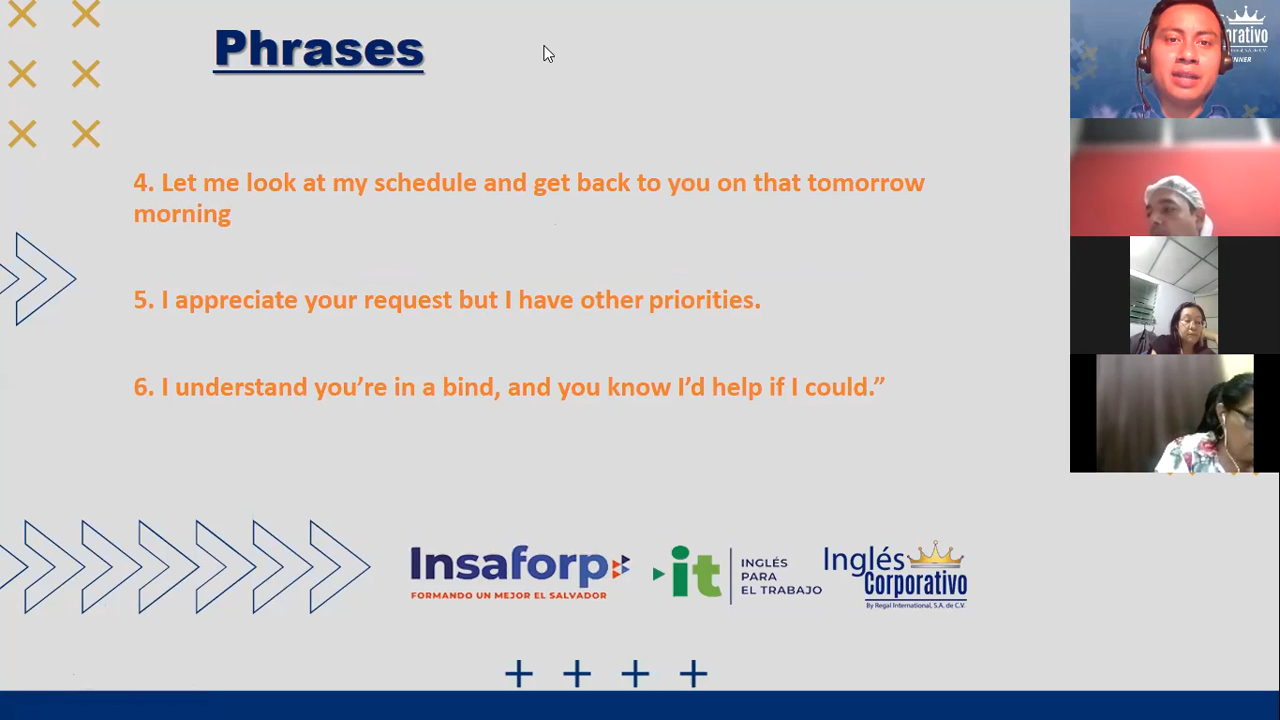 Phrases
4. Let me look at my schedule and get back to you on that tomorrow
morning
5. I appreciate your request but I have other priorities.
6. I understand you’re in a bind, and you know I’d help if I could.”
Insaforp
FORMANDO UN MEJOR EL SALVADOR
it
INGLÉS
PARA
EL TRABAJO
Inglés
Corporativo
By Regal International, S.A. de C.V.